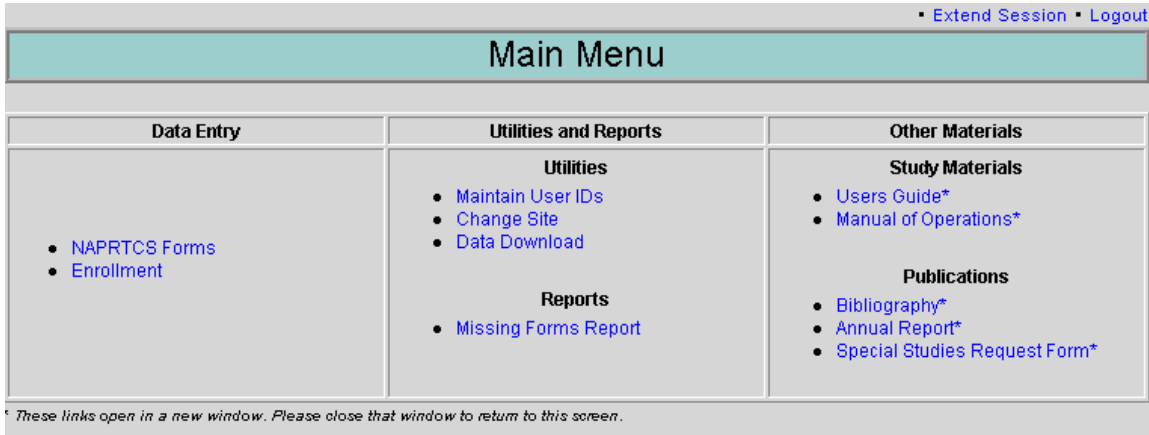 ▪ Extend Session ▪ Logout
Main Menu
Data Entry
• NAPRTCS Forms
• Enrollment
Utilities and Reports
Utilities
• Maintain User IDs
• Change Site
• Data Download
Reports
• Missing Forms Report
Other Materials
Study Materials
• Users Guide*
• Manual of Operations*
Publications
• Bibliography*
• Annual Report*
• Special Studies Request Form*
* These links open in a new window. Please close that window to return to this screen.